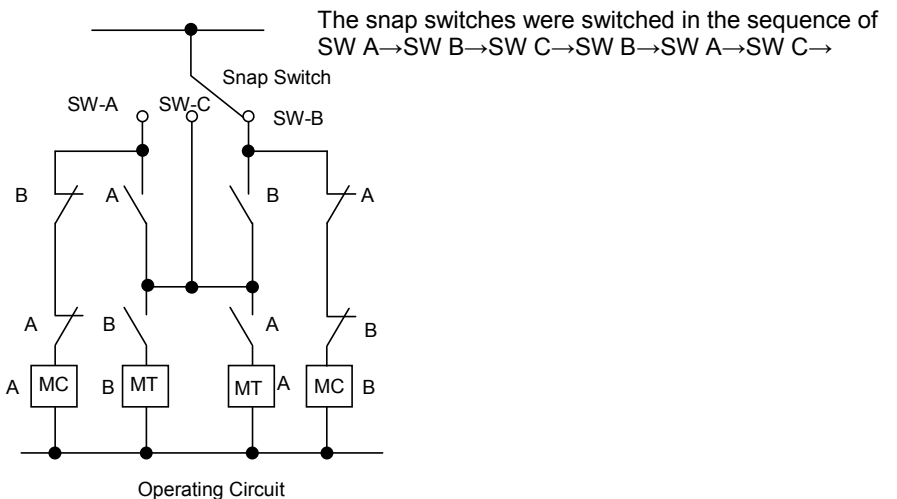 The snap switches were switched in the sequence of
SW A→SW B→SW C→SW B→SW A→SW C→
Snap Switch
SW-A
SW-C
SW-B
B
A
B
A
A
B
A
B
A
MC
B
MT
MT
A
MC
B
Operating Circuit